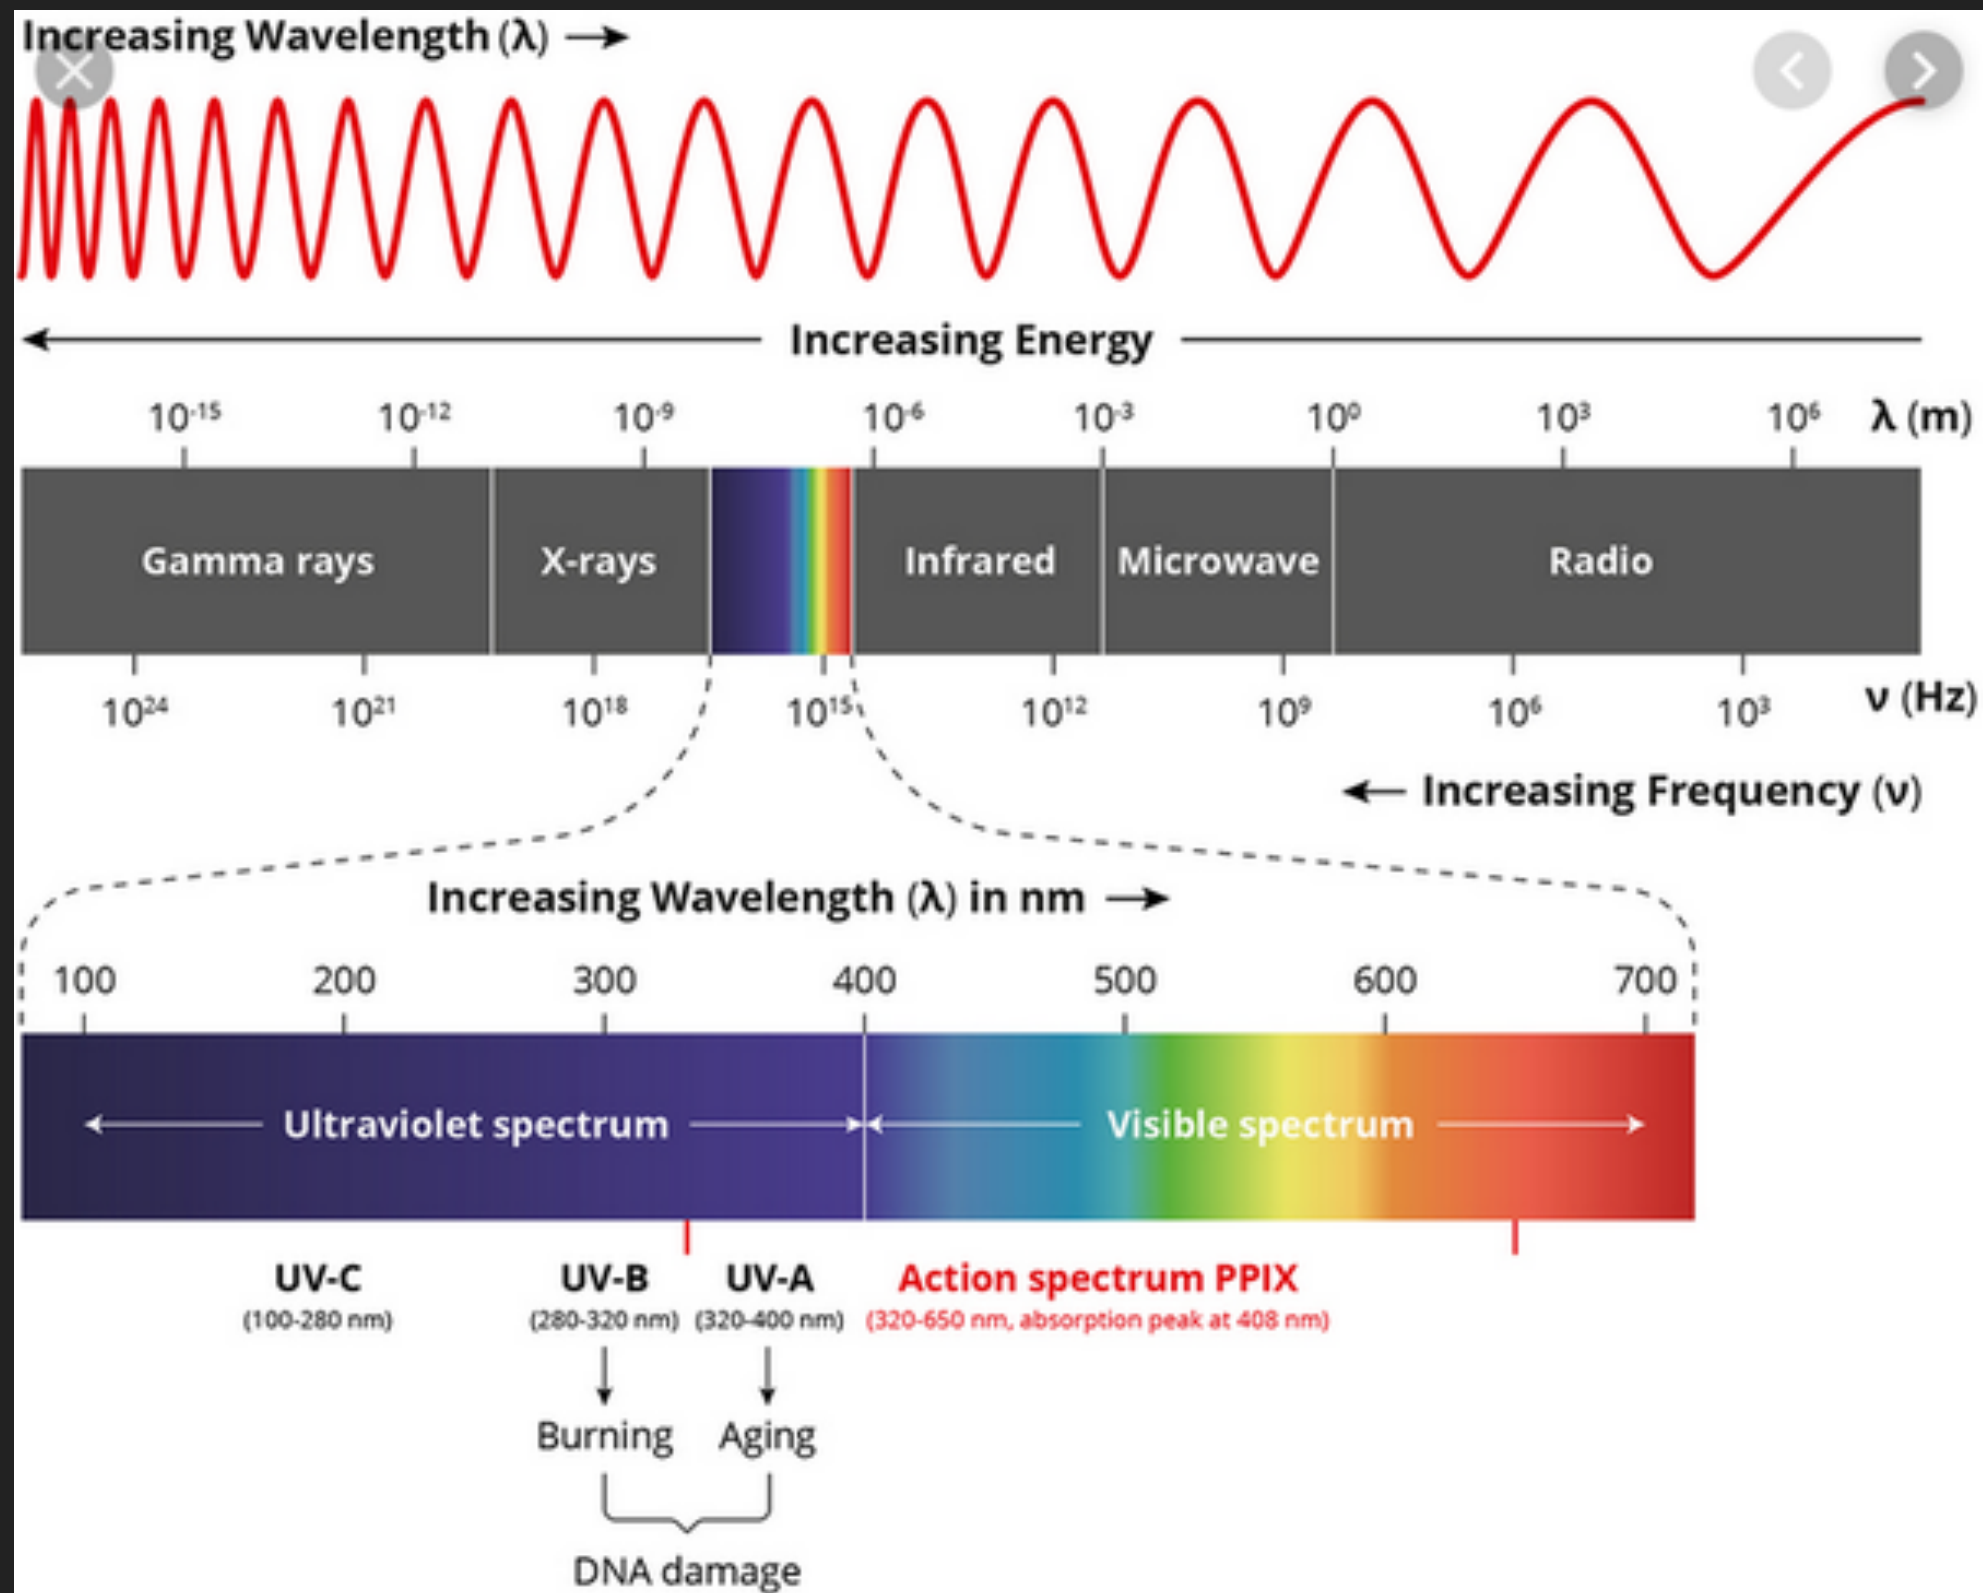 Increasing Wavelength (λ) →
← Increasing Energy
10⁻¹⁵ 10⁻¹² 10⁻⁹ 10⁻⁶ 10⁻³ 10⁰ 10³ 10⁶ λ (m)
Gamma rays X-rays Infrared Microwave Radio
10²⁴ 10²¹ 10¹⁸ 10¹⁵ 10¹² 10⁹ 10⁶ 10³ ν (Hz)
← Increasing Frequency (ν)
Increasing Wavelength (λ) in nm →
100 200 300 400 500 600 700
Ultraviolet spectrum Visible spectrum
UV-C UV-B UV-A Action spectrum PPIX
(100-280 nm) (280-320 nm) (320-400 nm) (320-650 nm, absorption peak at 408 nm)
Burning Aging
DNA damage